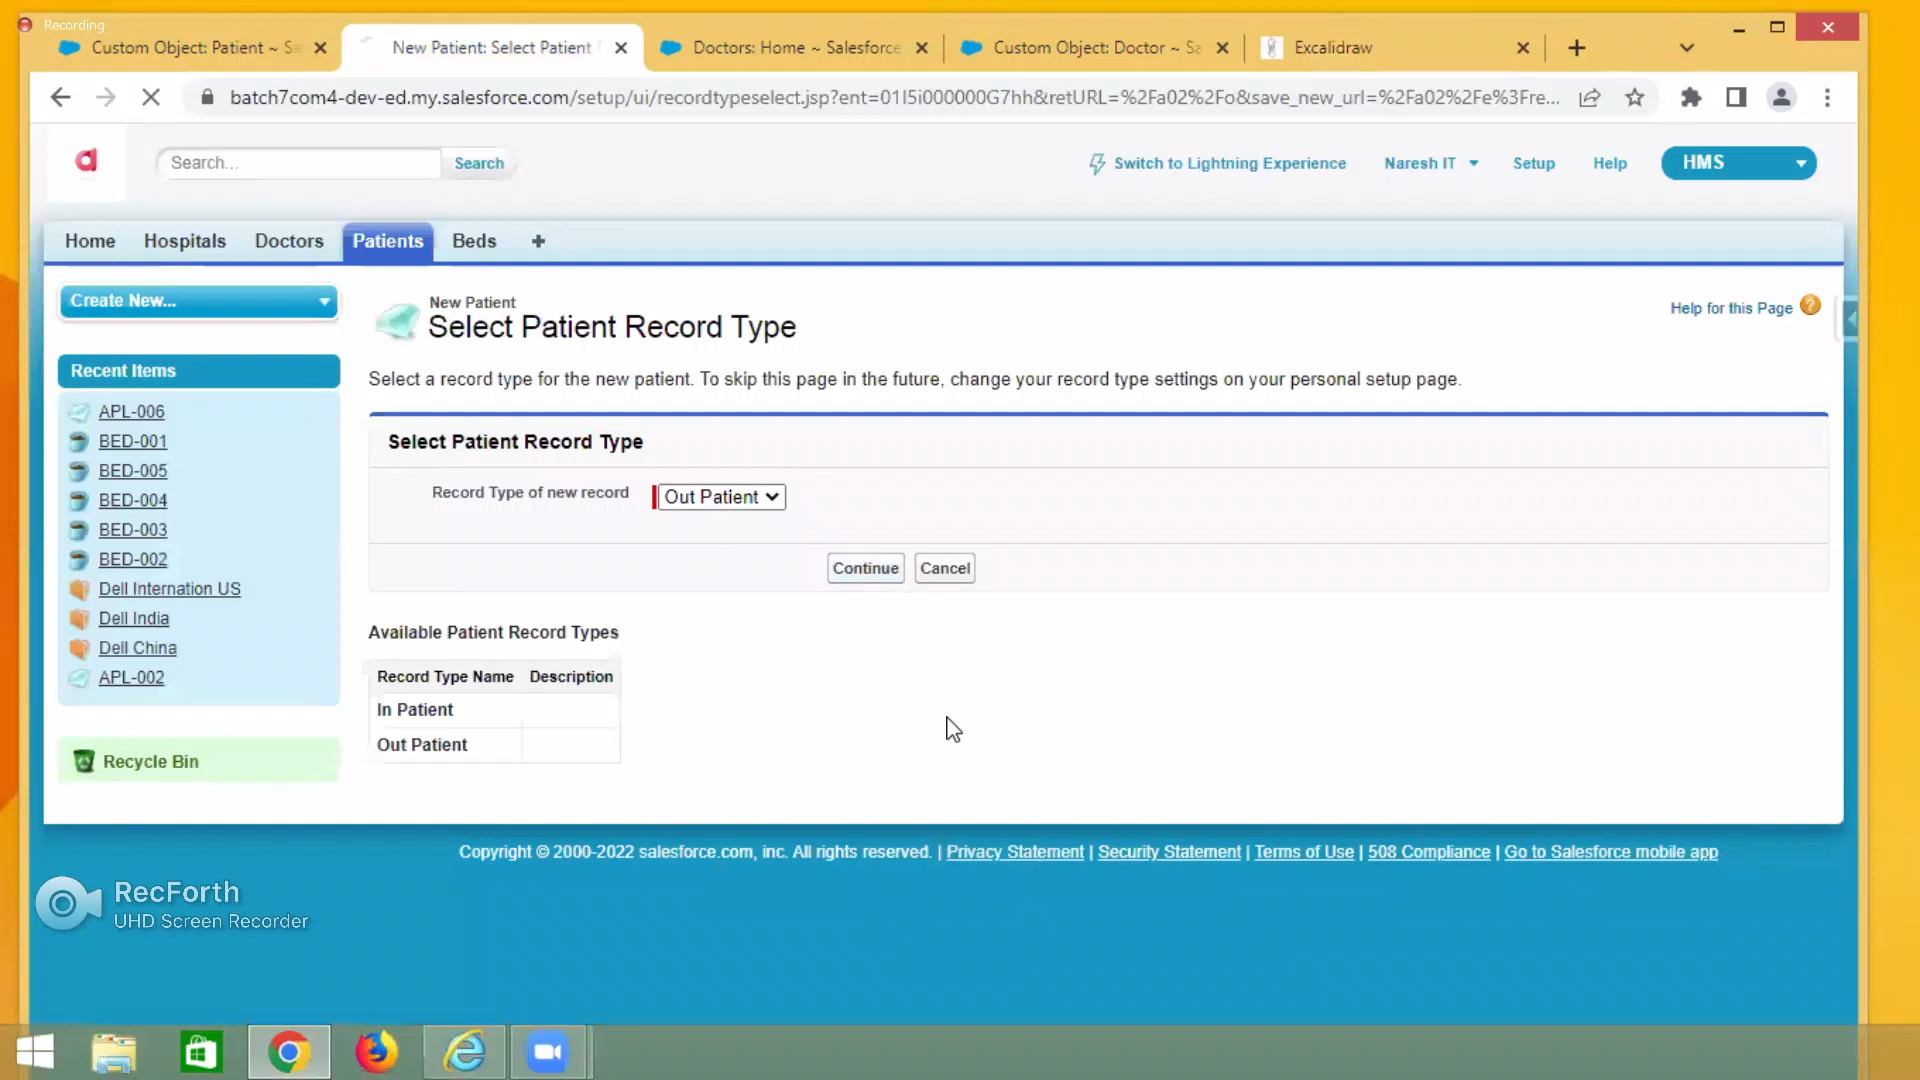 Recording
Custom Object: Patient ~ Sa
New Patient: Select Patient
Doctors: Home ~ Salesforce
Custom Object: Doctor ~ Sa
Excalidraw
batch7com4-dev-ed.my.salesforce.com/setup/ui/recordtypeselect.jsp?ent=01I5i000000G7hh&retURL=%2Fa02%2Fo&save_new_url=%2Fa02%2Fe%3Fre...
Search...
Search
Switch to Lightning Experience
Naresh IT
Setup
Help
HMS
Home
Hospitals
Doctors
Patients
Beds
Create New...
Recent Items
APL-006
BED-001
BED-005
BED-004
BED-003
BED-002
Dell Internation US
Dell India
Dell China
APL-002
Recycle Bin
New Patient
Select Patient Record Type
Help for this Page
Select a record type for the new patient. To skip this page in the future, change your record type settings on your personal setup page.
Select Patient Record Type
Record Type of new record
Out Patient
Continue
Cancel
Available Patient Record Types
Record Type Name Description
In Patient
Out Patient
Copyright © 2000-2022 salesforce.com, inc. All rights reserved. | Privacy Statement | Security Statement | Terms of Use | 508 Compliance | Go to Salesforce mobile app
RecForth
UHD Screen Recorder